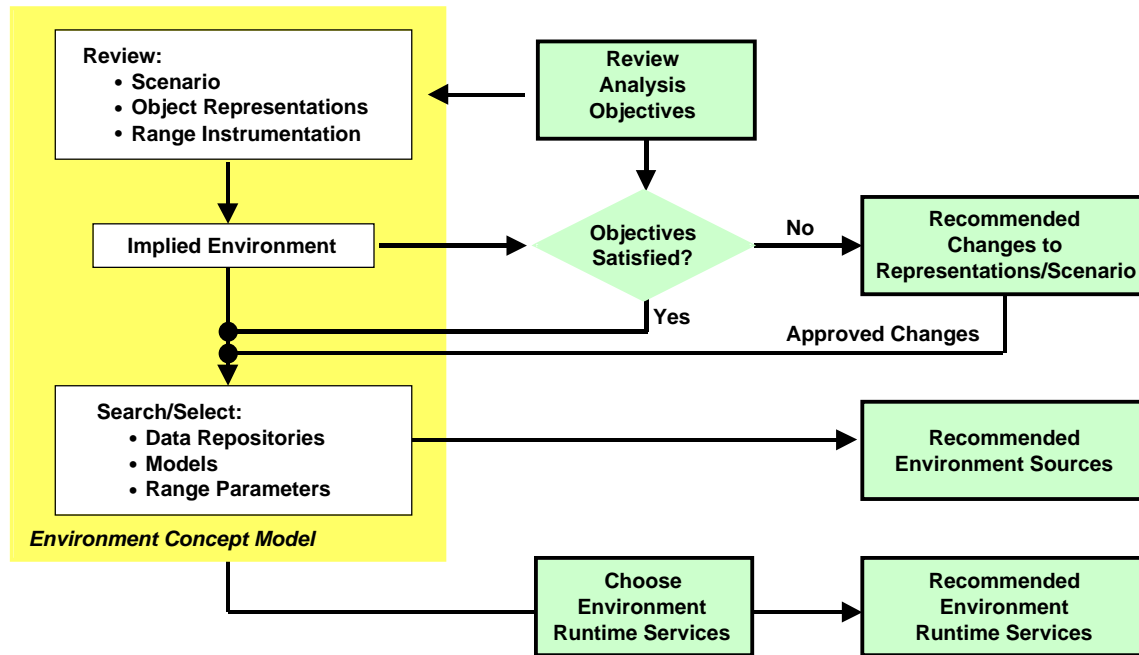 Review:
• Scenario
• Object Representations
• Range Instrumentation
Review
Analysis
Objectives
Implied Environment
Objectives
Satisfied?
No
Recommended
Changes to
Representations/Scenario
Yes
Approved Changes
Search/Select:
• Data Repositories
• Models
• Range Parameters
Recommended
Environment Sources
Environment Concept Model
Choose
Environment
Runtime Services
Recommended
Environment
Runtime Services